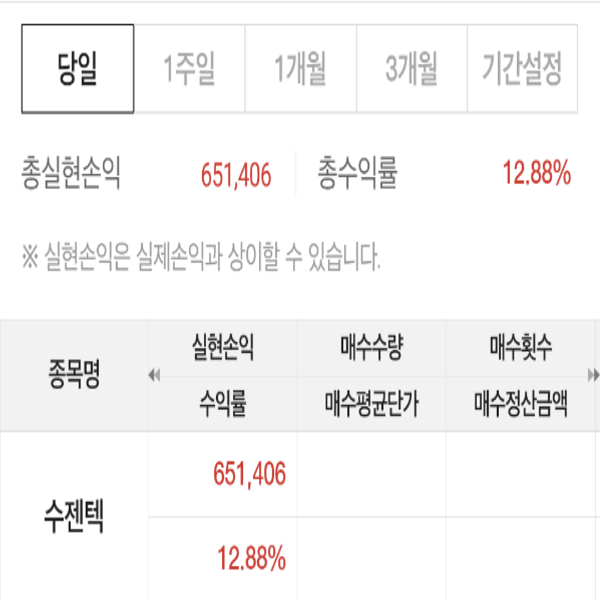 당일 1주일 1개월 3개월 기간설정
총실현손익 651,406 총수익률 12.88%
※ 실현손익은 실제손익과 상이할 수 있습니다.
종목명 실현손익 매수수량 매수횟수
수익률 매수평균단가 매수정산금액
수젠텍 651,406
12.88%